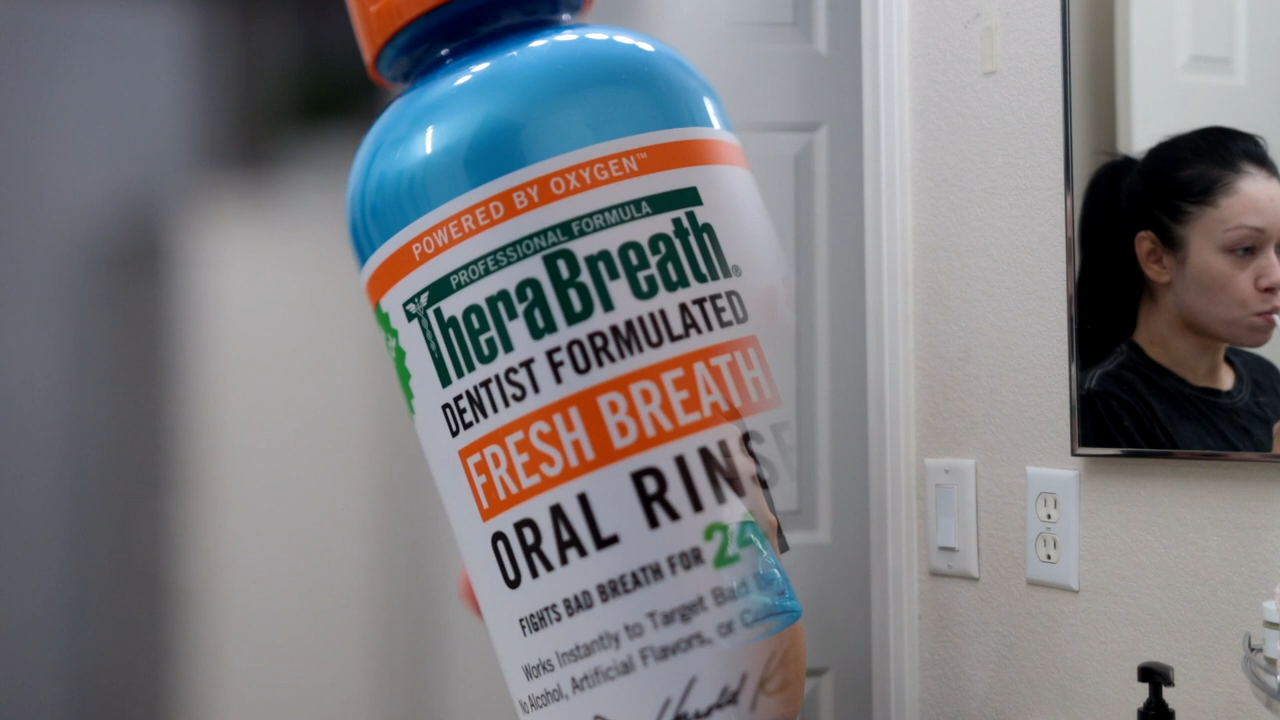 POWERED BY OXYGEN™
PROFESSIONAL FORMULA
TheraBreath®
DENTIST FORMULATED
FRESH BREATH
ORAL RINSE
FIGHTS BAD BREATH FOR 24
Works Instantly to Target Bad
No Alcohol, Artificial Flavors, or
Harold